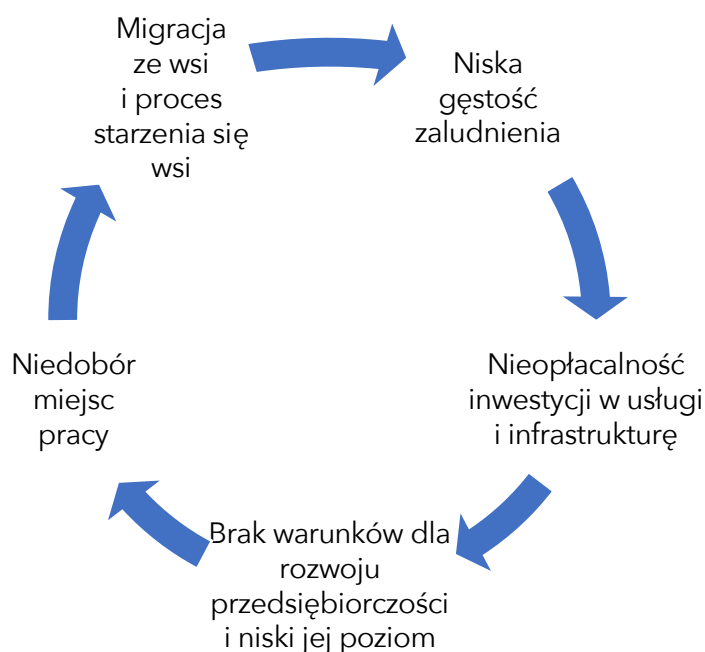 Migracja
ze wsi
i proces
starzenia się
wsi
Niska
gęstość
zaludnienia
Nieopłacalność
inwestycji w usługi
i infrastrukturę
Brak warunków dla
rozwoju
przedsiębiorczości
i niski jej poziom
Niedobór
miejsc
pracy